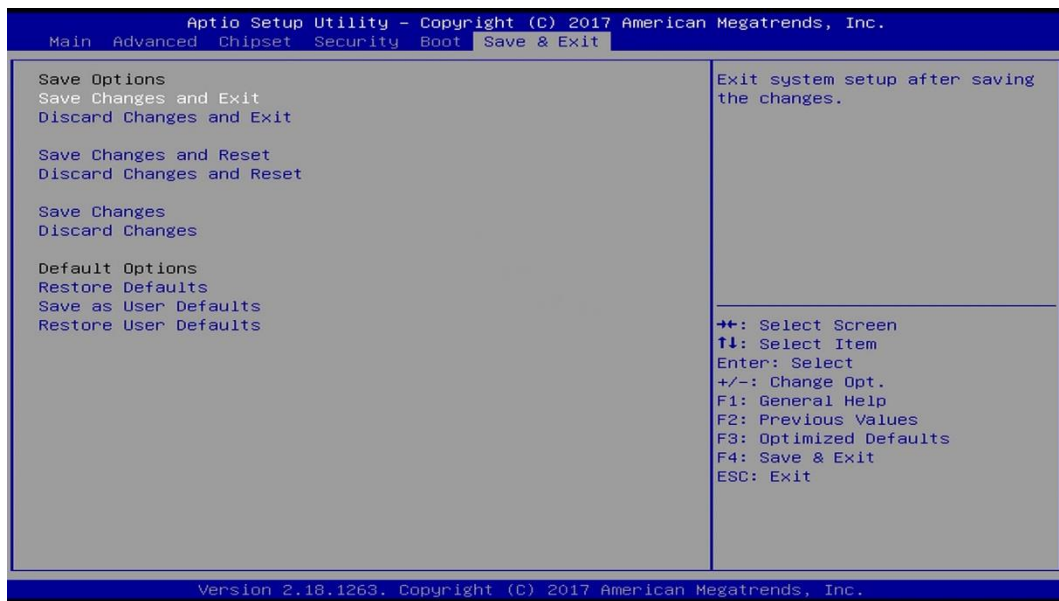 Aptio Setup Utility – Copyright (C) 2017 American Megatrends, Inc.
Main Advanced Chipset Security Boot Save & Exit
Save Options
Save Changes and Exit
Discard Changes and Exit
Save Changes and Reset
Discard Changes and Reset
Save Changes
Discard Changes
Default Options
Restore Defaults
Save as User Defaults
Restore User Defaults
Exit system setup after saving
the changes.
→←: Select Screen
↑↓: Select Item
Enter: Select
+/-: Change Opt.
F1: General Help
F2: Previous Values
F3: Optimized Defaults
F4: Save & Exit
ESC: Exit
Version 2.18.1263. Copyright (C) 2017 American Megatrends, Inc.